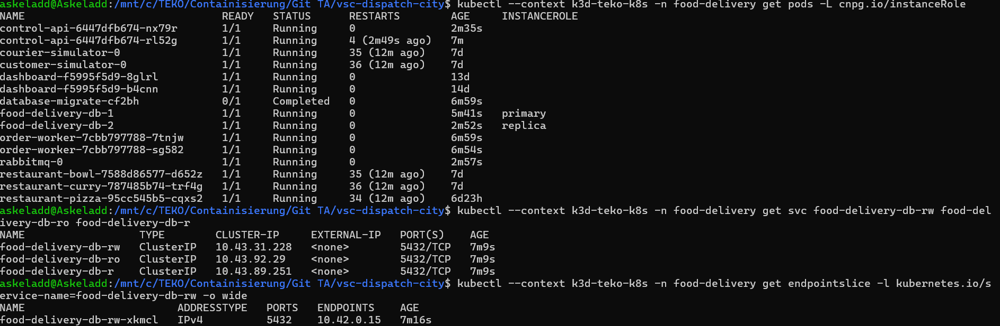 askeladd@Askeladd:/mnt/c/TEKO/Containisierung/Git TA/vsc-dispatch-city$ kubectl --context k3d-teko-k8s -n food-delivery get pods -L cnpg.io/instanceRole
NAME                               READY   STATUS      RESTARTS        AGE     INSTANCEROLE
control-api-6447dfb674-nx79r       1/1     Running     0               2m35s
control-api-6447dfb674-rl52g       1/1     Running     4 (2m49s ago)   7m
courier-simulator-0                1/1     Running     35 (12m ago)    7d
customer-simulator-0               1/1     Running     36 (12m ago)    7d
dashboard-f5995f5d9-8glrl          1/1     Running     0               13d
dashboard-f5995f5d9-b4cnn          1/1     Running     0               14d
database-migrate-cf2bh             0/1     Completed   0               6m59s
food-delivery-db-1                 1/1     Running     0               5m41s   primary
food-delivery-db-2                 1/1     Running     0               2m52s   replica
order-worker-7cbb797788-7tnjw      1/1     Running     0               6m59s
order-worker-7cbb797788-sg582      1/1     Running     0               6m54s
rabbitmq-0                         1/1     Running     0               2m57s
restaurant-bowl-7588d86577-d652z   1/1     Running     35 (12m ago)    7d
restaurant-curry-787485b74-trf4g   1/1     Running     36 (12m ago)    7d
restaurant-pizza-95cc545b5-cqxs2   1/1     Running     34 (12m ago)    6d23h
askeladd@Askeladd:/mnt/c/TEKO/Containisierung/Git TA/vsc-dispatch-city$ kubectl --context k3d-teko-k8s -n food-delivery get svc food-delivery-db-rw food-del
ivery-db-ro food-delivery-db-r
NAME                  TYPE        CLUSTER-IP     EXTERNAL-IP   PORT(S)    AGE
food-delivery-db-rw   ClusterIP   10.43.31.228   <none>        5432/TCP   7m9s
food-delivery-db-ro   ClusterIP   10.43.92.29    <none>        5432/TCP   7m9s
food-delivery-db-r    ClusterIP   10.43.89.251   <none>        5432/TCP   7m9s
askeladd@Askeladd:/mnt/c/TEKO/Containisierung/Git TA/vsc-dispatch-city$ kubectl --context k3d-teko-k8s -n food-delivery get endpointslice -l kubernetes.io/s
ervice-name=food-delivery-db-rw -o wide
NAME                        ADDRESSTYPE   PORTS   ENDPOINTS    AGE
food-delivery-db-rw-xkmcl   IPv4          5432    10.42.0.15   7m16s